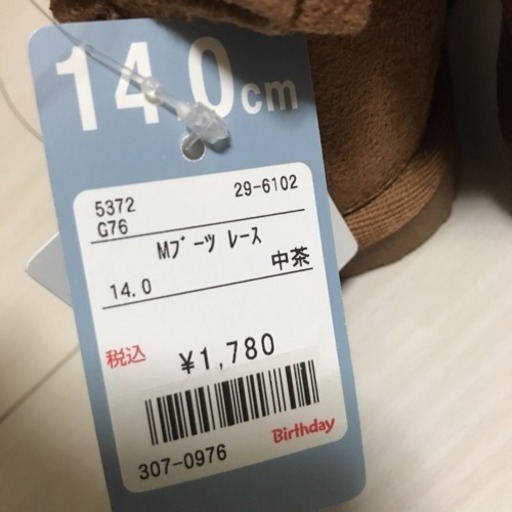 14.0cm
5372 29-6102
G76
Mブーツ レース
14.0 中茶
税込 ¥1,780
Birthday
307-0976